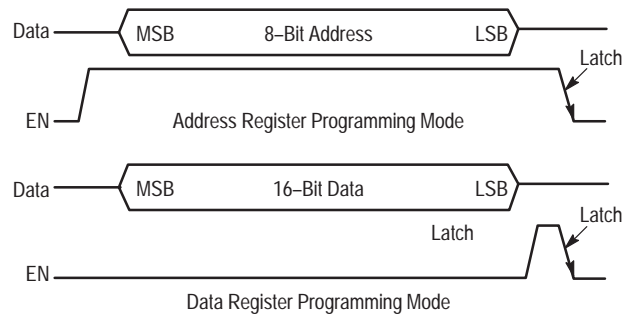 Data MSB 8–Bit Address LSB
Latch
EN Address Register Programming Mode
Data MSB 16–Bit Data LSB
Latch Latch
EN
Data Register Programming Mode